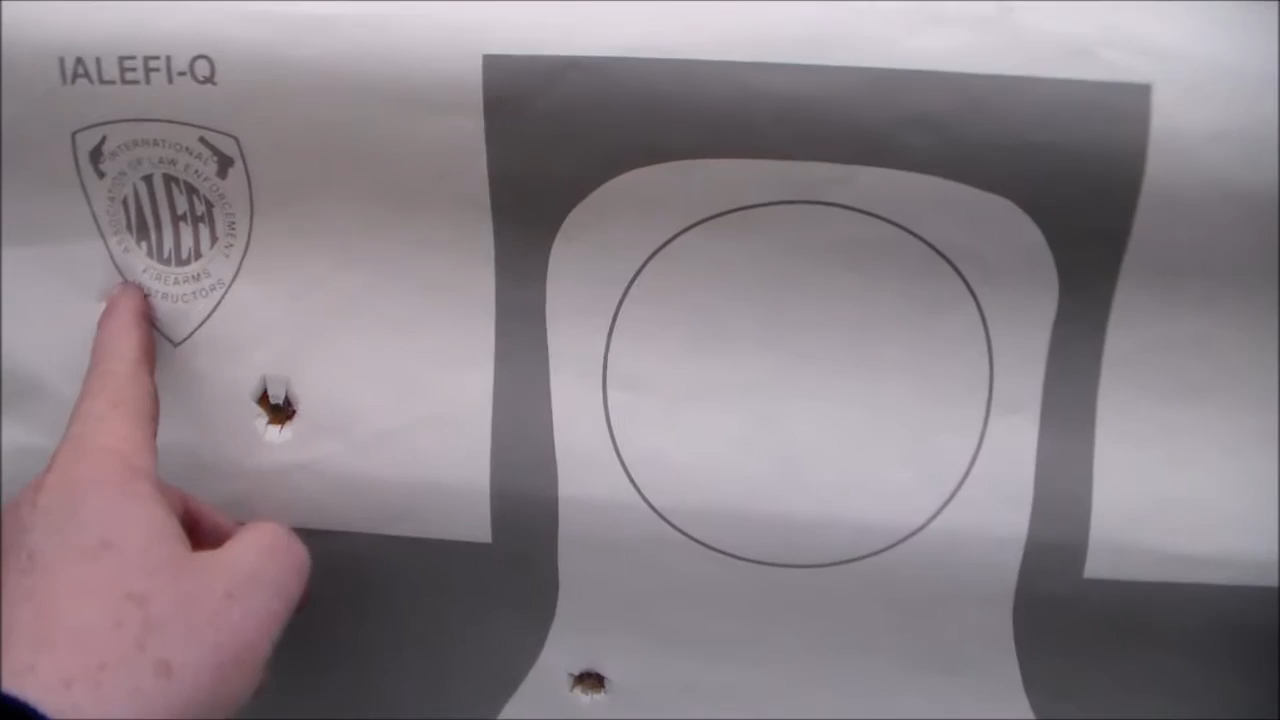 IALEFI-Q
INTERNATIONAL
ASSOCIATION OF LAW ENFORCEMENT
IALEFI
FIREARMS
INSTRUCTORS